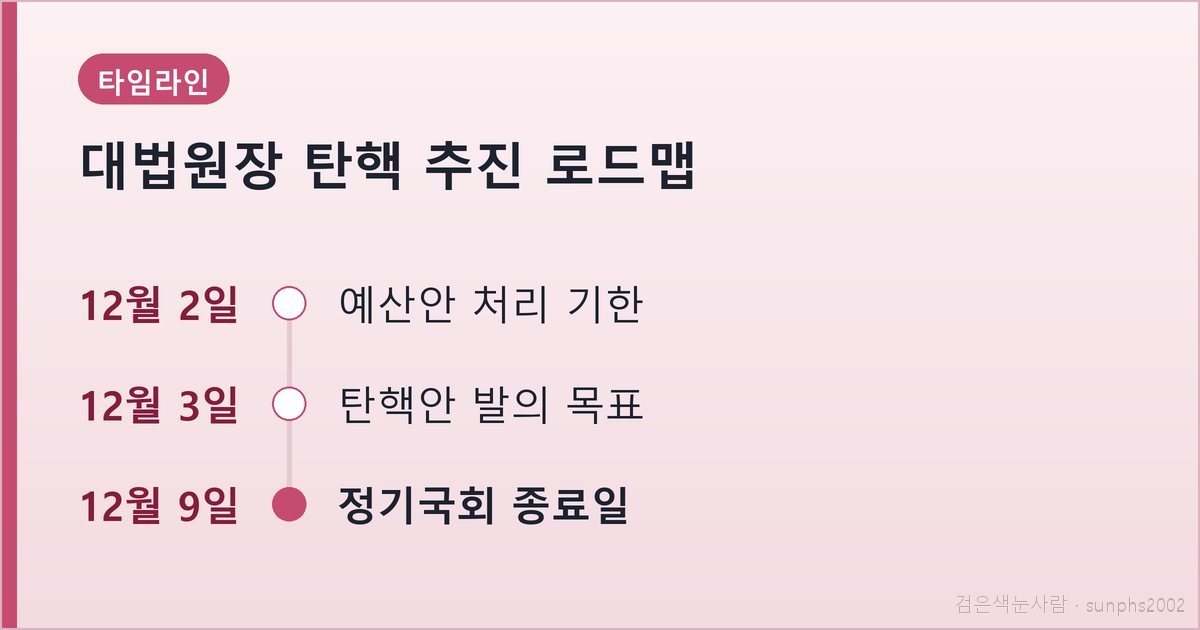 타임라인
대법원장 탄핵 추진 로드맵
12월 2일 예산안 처리 기한
12월 3일 탄핵안 발의 목표
12월 9일 정기국회 종료일
검은색눈사람 · sunphs2002